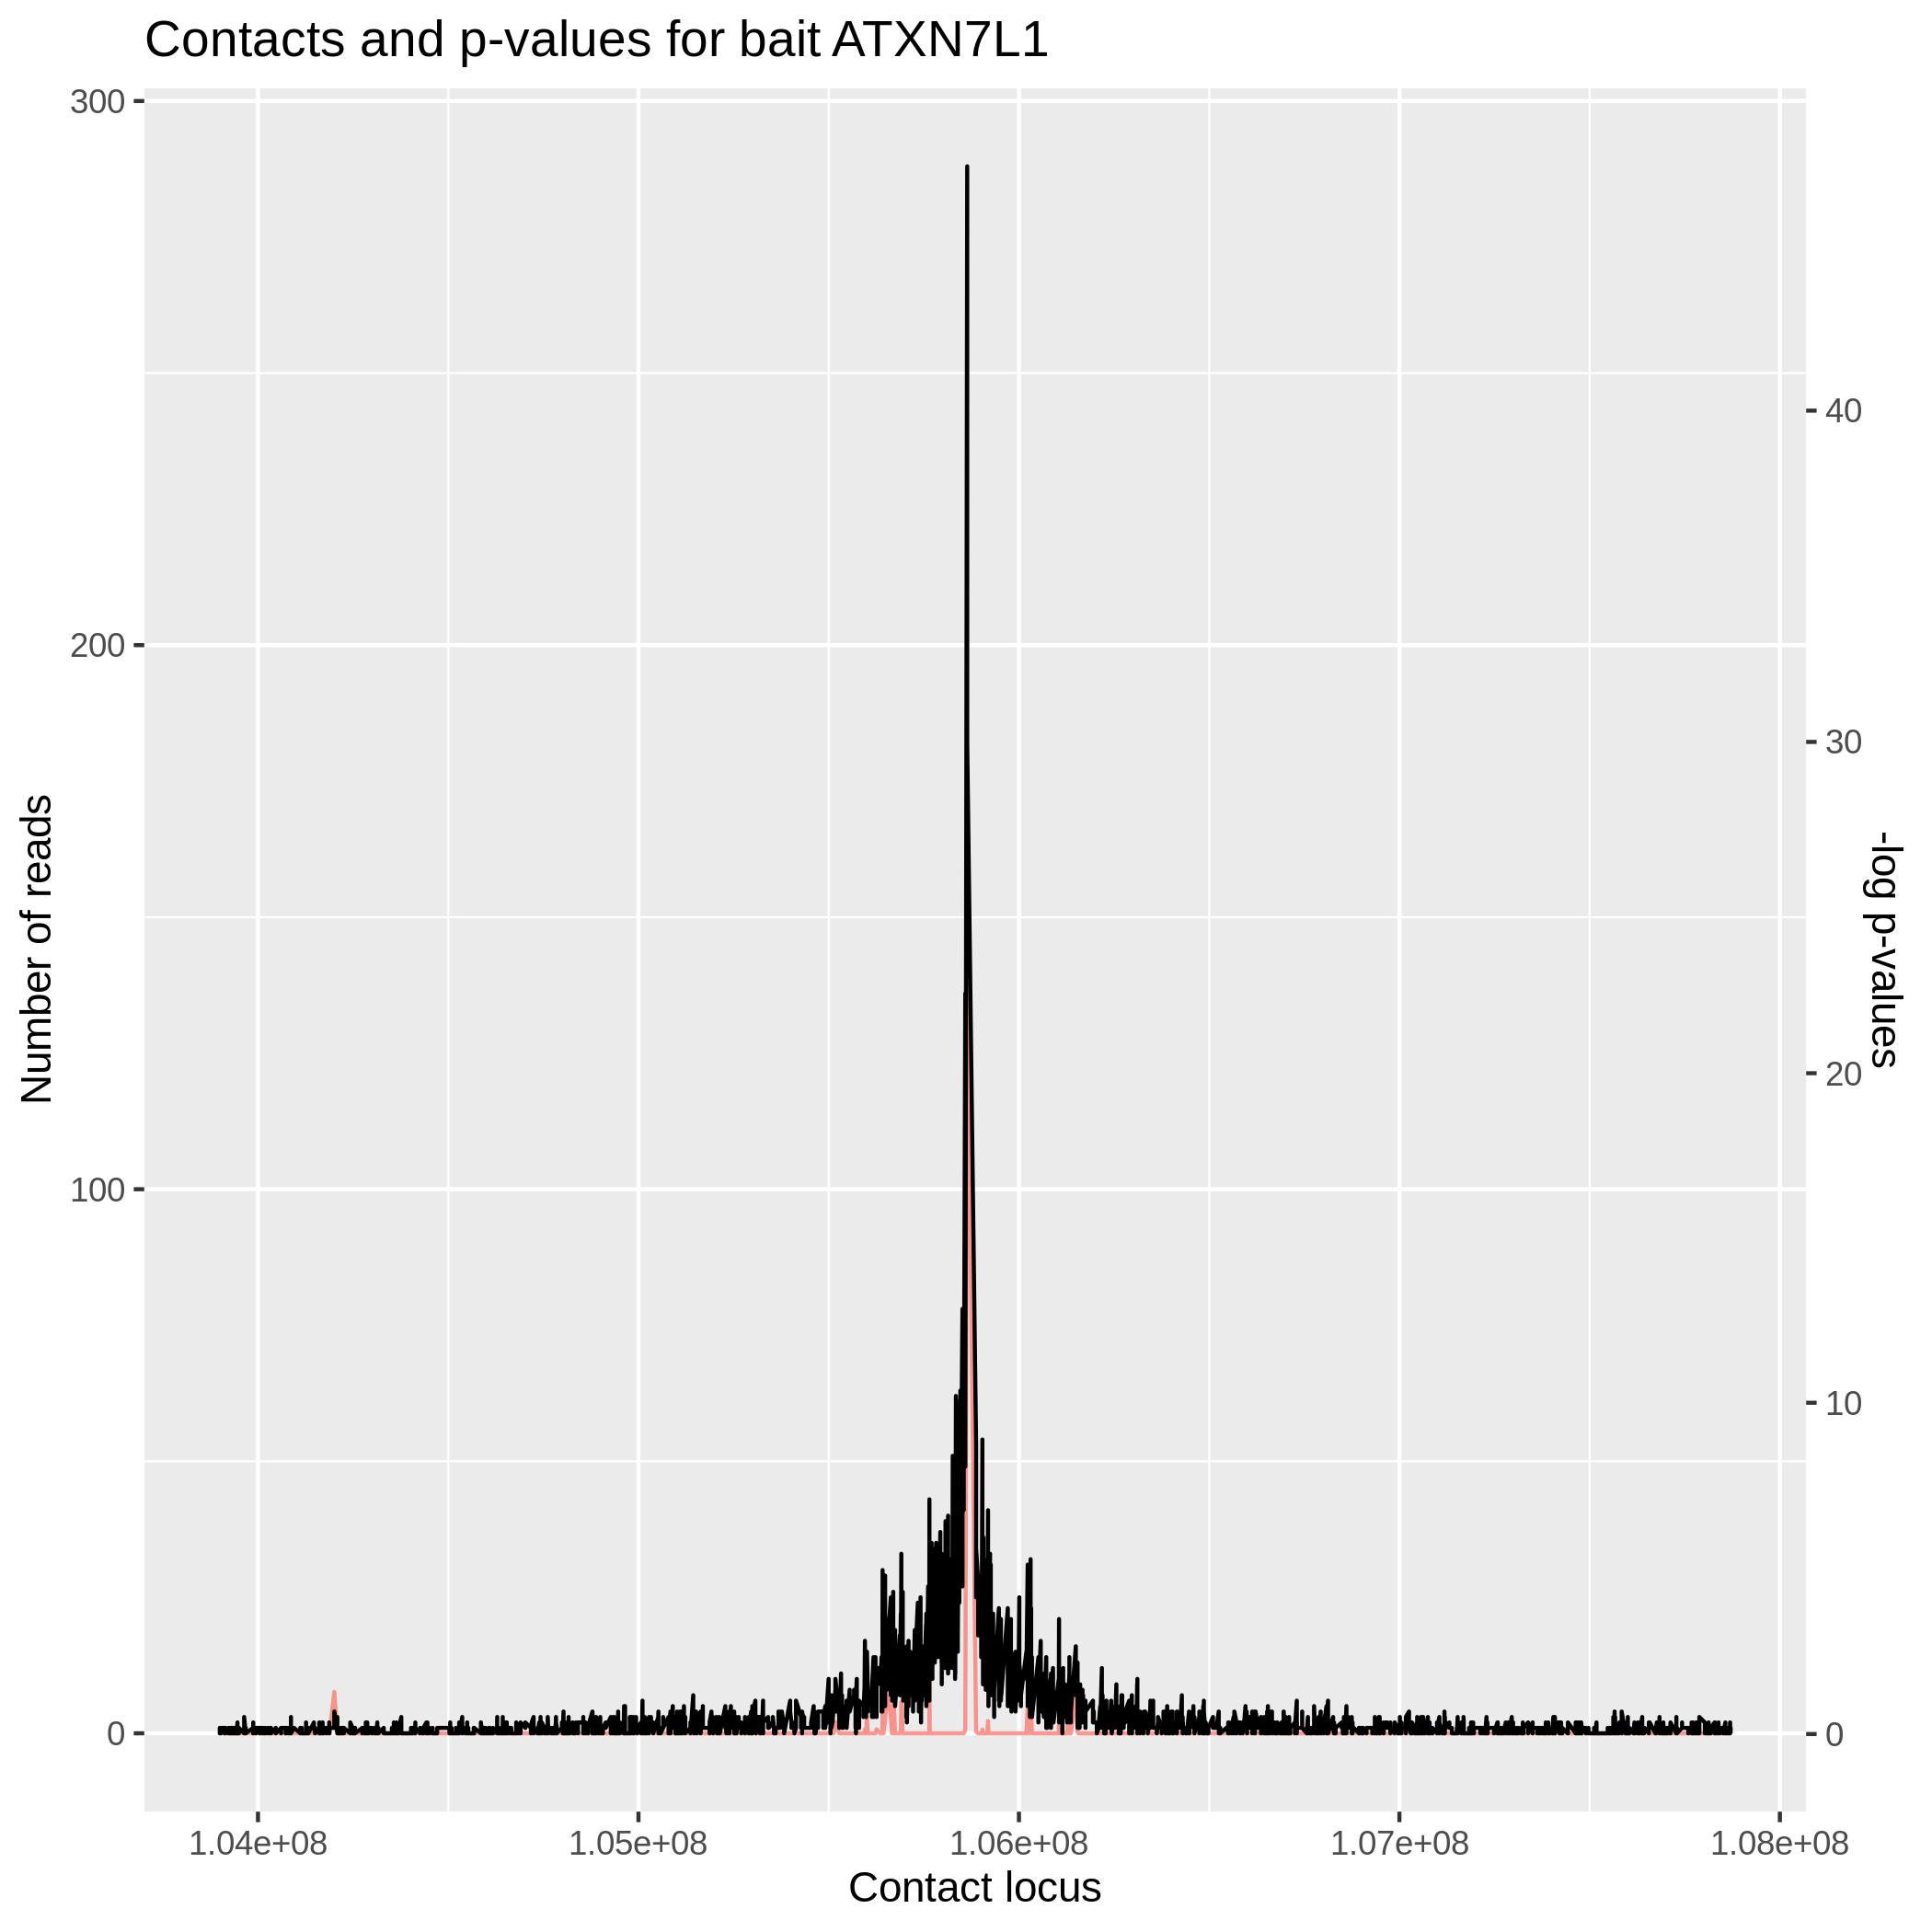 Contacts and p-values for bait ATXN7L1
300
200
100
0
Number of reads
40
30
20
10
0
-log p-values
1.04e+08 1.05e+08 1.06e+08 1.07e+08 1.08e+08
Contact locus